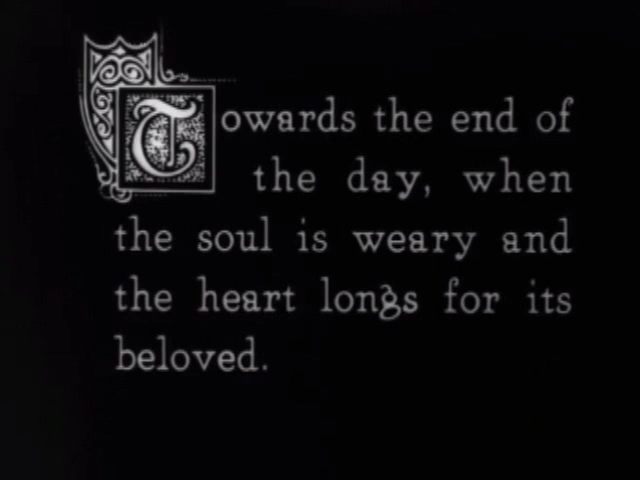 Towards the end of
the day, when
the soul is weary and
the heart longs for its
beloved.